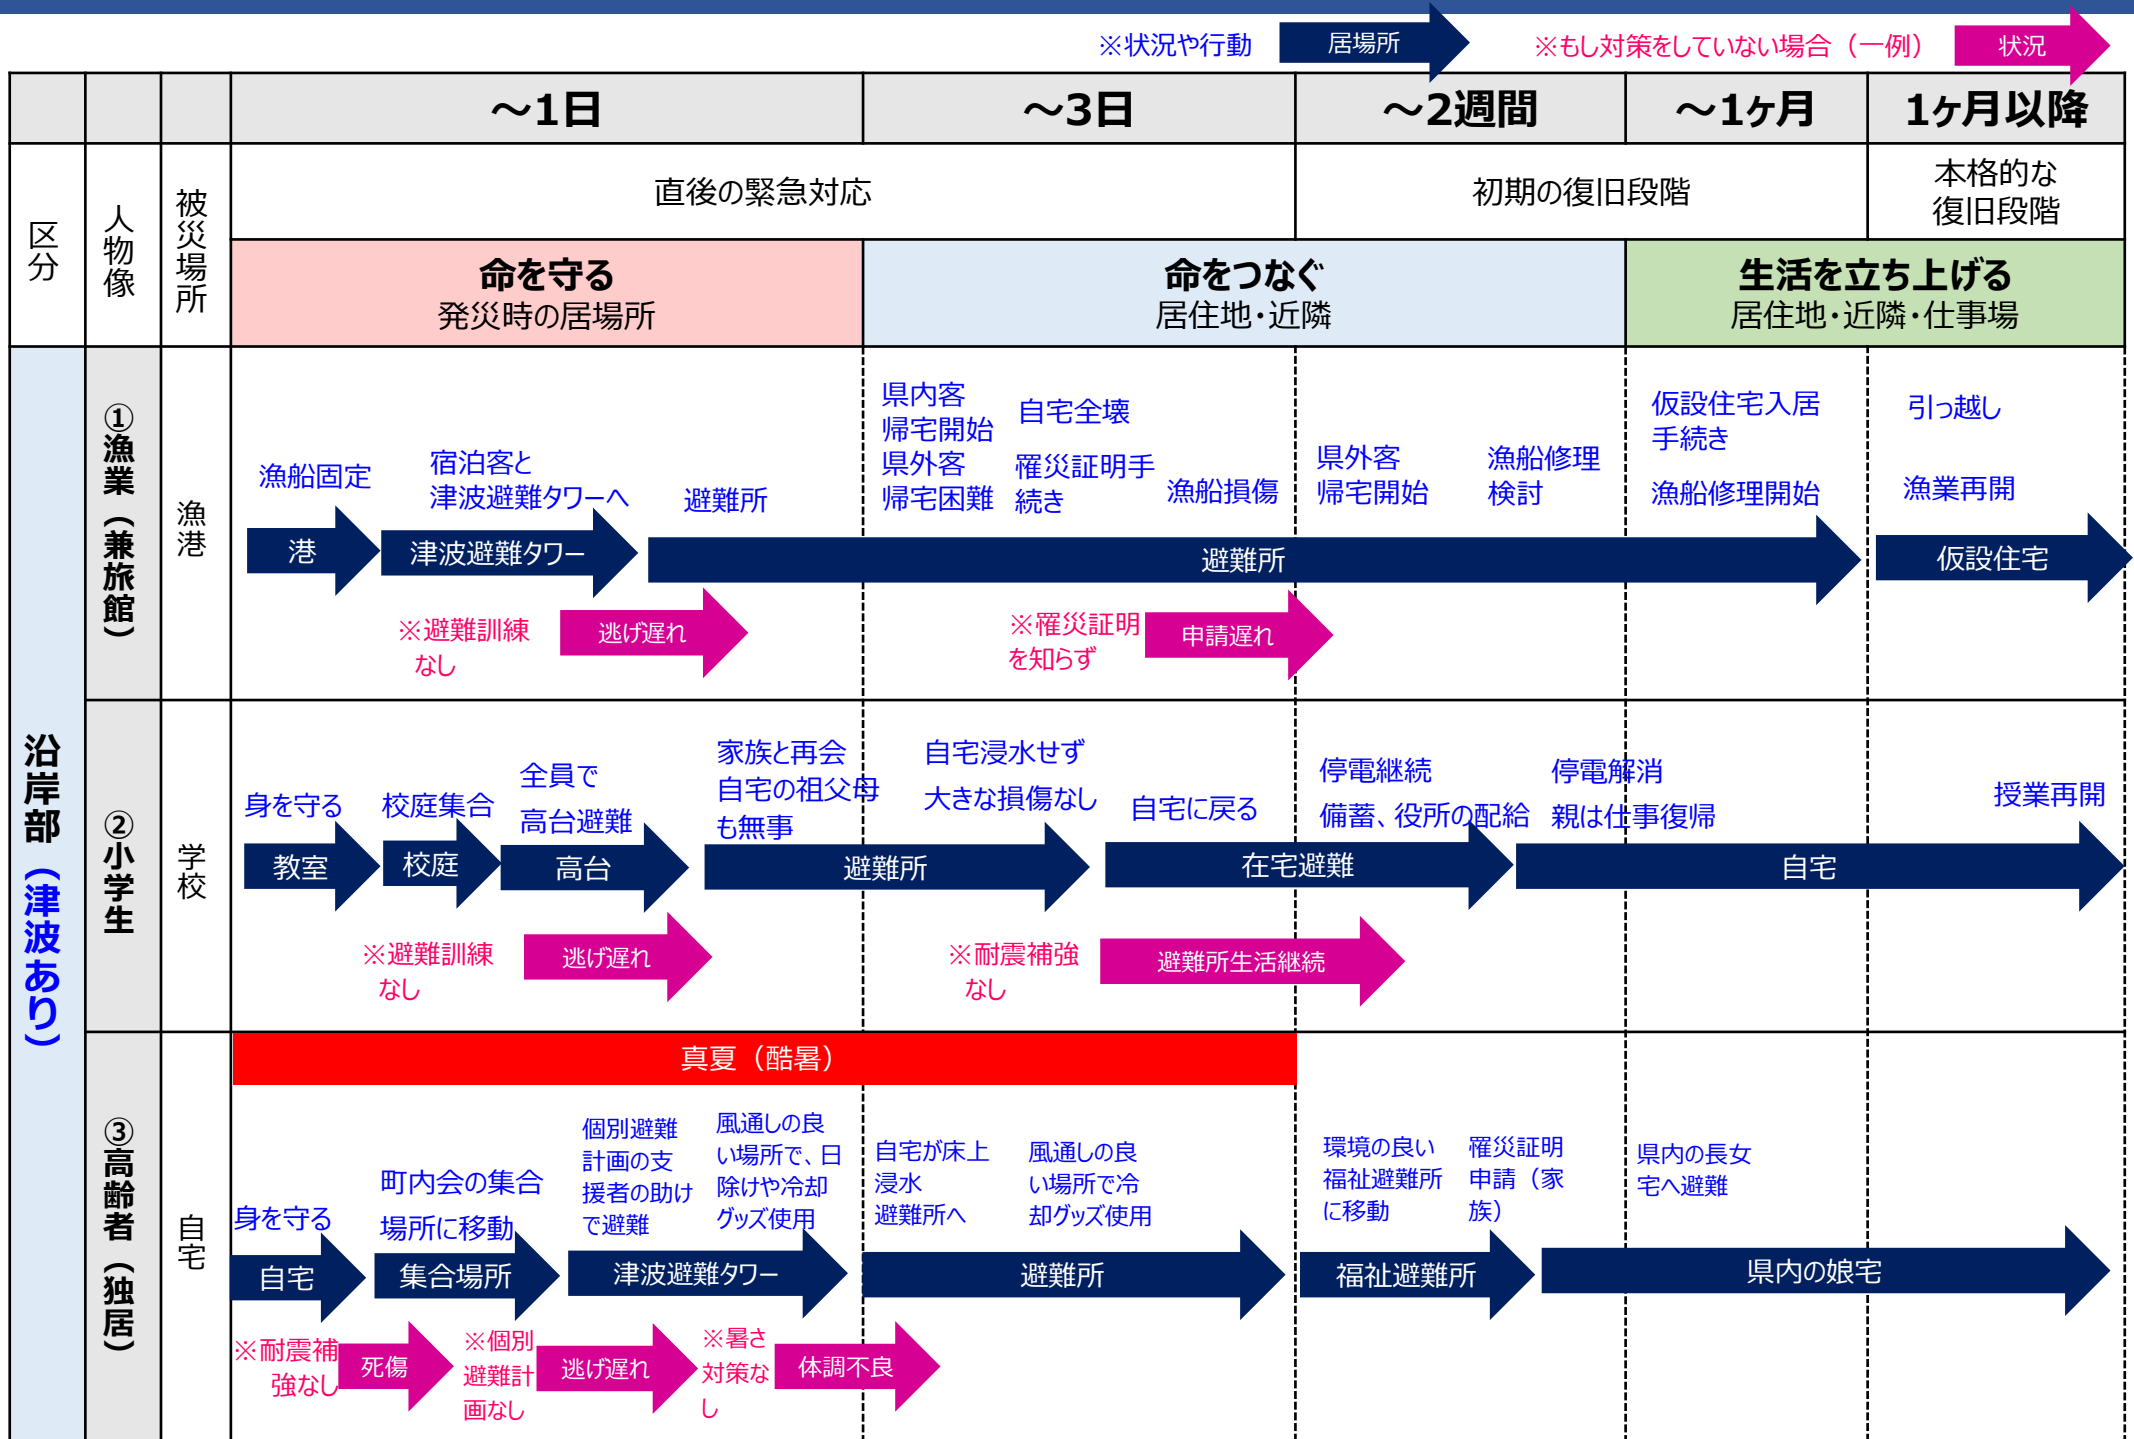 ※状況や行動
居場所
※もし対策をしていない場合（一例）
状況
～1日
～3日
～2週間
～1ヶ月
1ヶ月以降
区分
人物像
被災場所
直後の緊急対応
初期の復旧段階
本格的な
復旧段階
命を守る
発災時の居場所
命をつなぐ
居住地・近隣
生活を立ち上げる
居住地・近隣・仕事場
沿岸部（津波あり）
①漁業（兼旅館）
漁港
漁船固定
宿泊客と
津波避難タワーへ
避難所
県内客
帰宅開始
県外客
帰宅困難
自宅全壊
罹災証明手
続き
漁船損傷
県外客
帰宅開始
漁船修理
検討
仮設住宅入居
手続き
漁船修理開始
引っ越し
漁業再開
港
津波避難タワー
避難所
仮設住宅
※避難訓練
なし
逃げ遅れ
※罹災証明
を知らず
申請遅れ
②小学生
学校
身を守る
校庭集合
全員で
高台避難
家族と再会
自宅の祖父母
も無事
自宅浸水せず
大きな損傷なし
自宅に戻る
停電継続
備蓄、役所の配給
停電解消
親は仕事復帰
授業再開
教室
校庭
高台
避難所
在宅避難
自宅
※避難訓練
なし
逃げ遅れ
※耐震補強
なし
避難所生活継続
③高齢者（独居）
自宅
真夏（酷暑）
身を守る
町内会の集合
場所に移動
個別避難
計画の支
援者の助け
で避難
風通しの良
い場所で、日
除けや冷却
グッズ使用
自宅が床上
浸水
避難所へ
風通しの良
い場所で冷
却グッズ使用
環境の良い
福祉避難所
に移動
罹災証明
申請（家
族）
県内の長女
宅へ避難
自宅
集合場所
津波避難タワー
避難所
福祉避難所
県内の娘宅
※耐震補
強なし
死傷
※個別
避難計
画なし
逃げ遅れ
※暑さ
対策な
し
体調不良